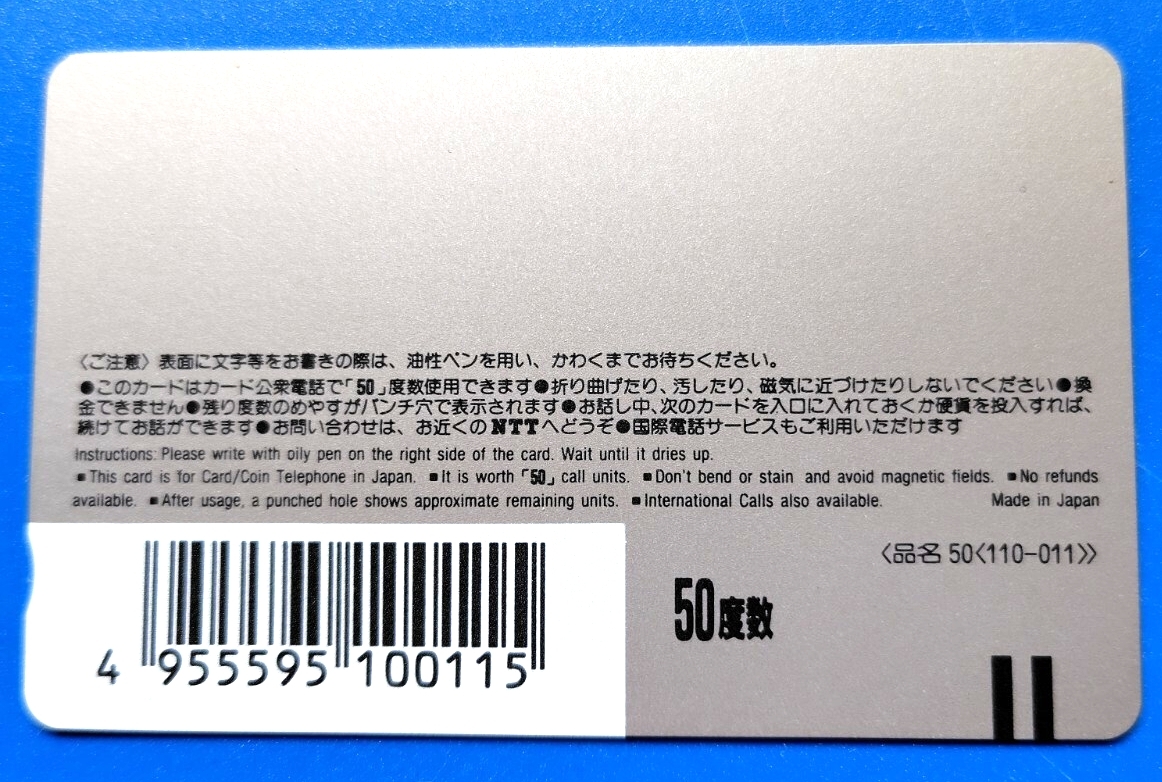 〈ご注意〉表面に文字等をお書きの際は、油性ペンを用い、かわくまでお待ちください。
●このカードはカード公衆電話で「50」度数使用できます●折り曲げたり、汚したり、磁気に近づけたりしないでください●換
金できません●残り度数のめやすがパンチ穴で表示されます●お話し中、次のカードを入口に入れておくか硬貨を投入すれば、
続けてお話ができます●お問い合わせは、お近くのNTTへどうぞ●国際電話サービスもご利用いただけます
Instructions: Please write with oily pen on the right side of the card. Wait until it dries up.
■This card is for Card/Coin Telephone in Japan. ■It is worth「50」call units. ■Don't bend or stain and avoid magnetic fields. ■No refunds
available. ■After usage, a punched hole shows approximate remaining units. ■International Calls also available. Made in Japan
〈品名 50〈110-011〉〉
50度数
4 955595 100115